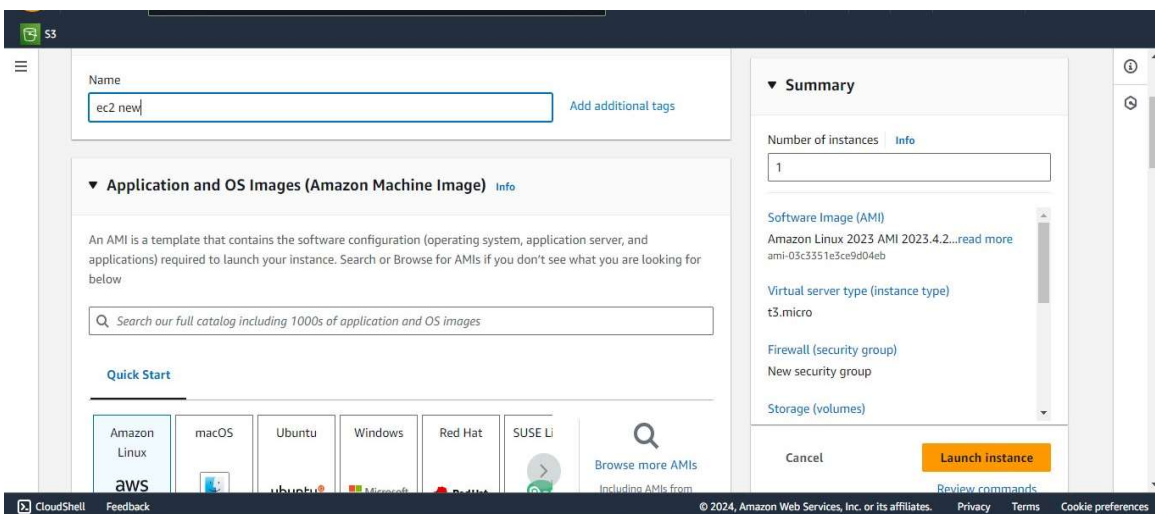 S3
Name
ec2 new
Add additional tags
Application and OS Images (Amazon Machine Image) Info
An AMI is a template that contains the software configuration (operating system, application server, and
applications) required to launch your instance. Search or Browse for AMIs if you don't see what you are looking for
below
Search our full catalog including 1000s of application and OS images
Quick Start
Amazon
Linux
aws
macOS
Ubuntu
ubuntu
Windows
Microsoft
Red Hat
RedHat
SUSE Li
Browse more AMIs
Including AMIs from
Summary
Number of instances Info
1
Software Image (AMI)
Amazon Linux 2023 AMI 2023.4.2...read more
ami-03c3351e3ce9d04eb
Virtual server type (instance type)
t3.micro
Firewall (security group)
New security group
Storage (volumes)
Cancel
Launch instance
Review commands
CloudShell Feedback
© 2024, Amazon Web Services, Inc. or its affiliates. Privacy Terms Cookie preferences